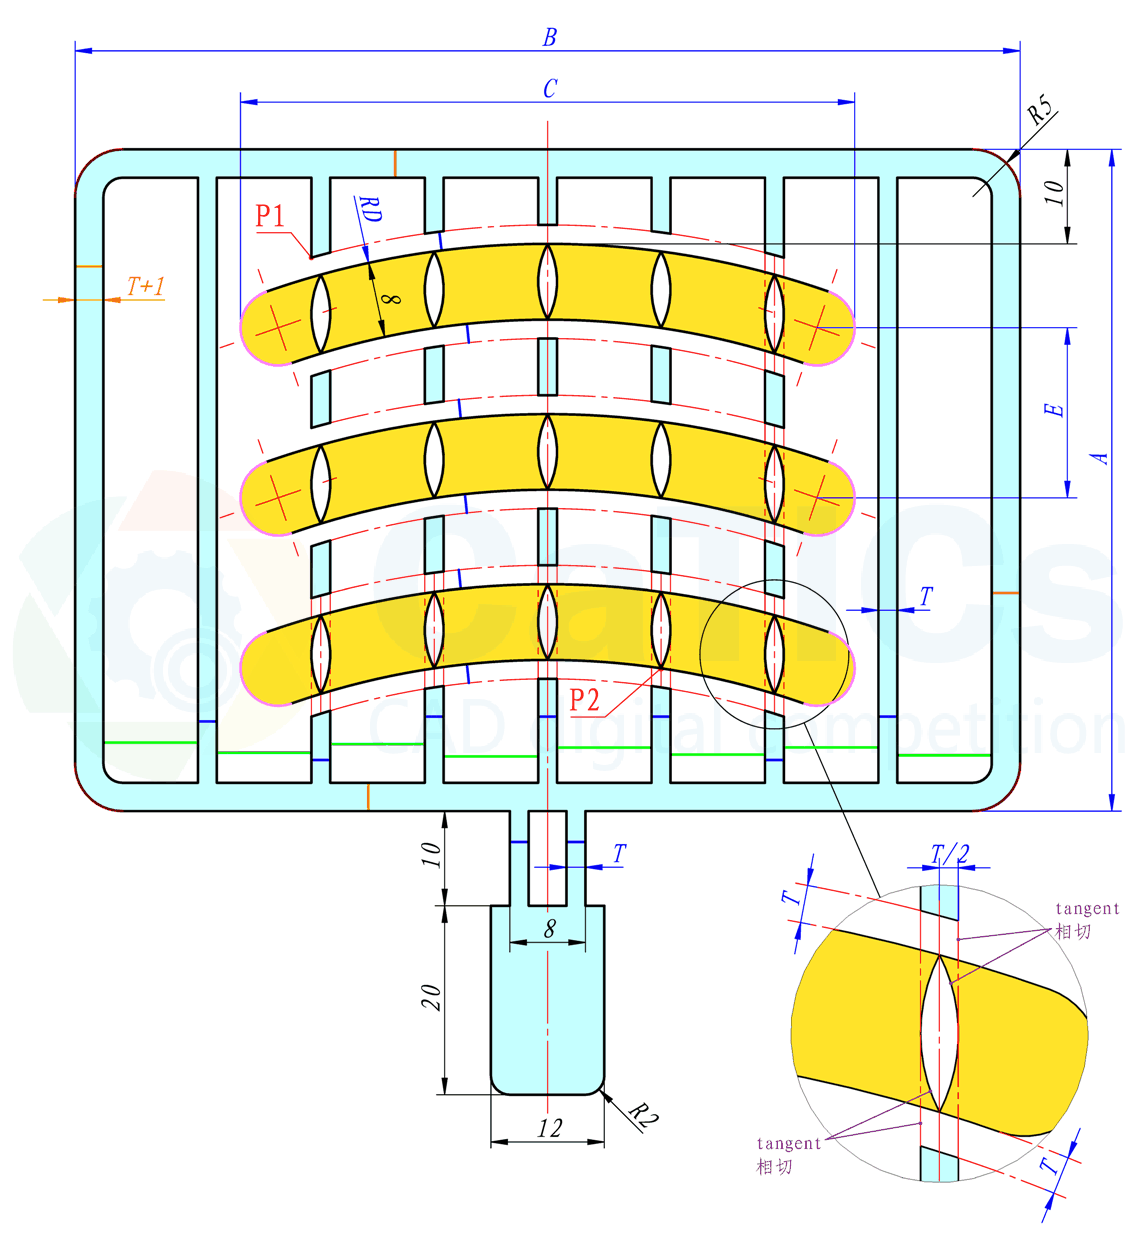 B
C
R5
P1
RD
10
8
T+1
E
A
CaTICs
T
P2
CAD digital competition
10
T
T/2
T
tangent
相切
8
20
R2
12
tangent
相切
T